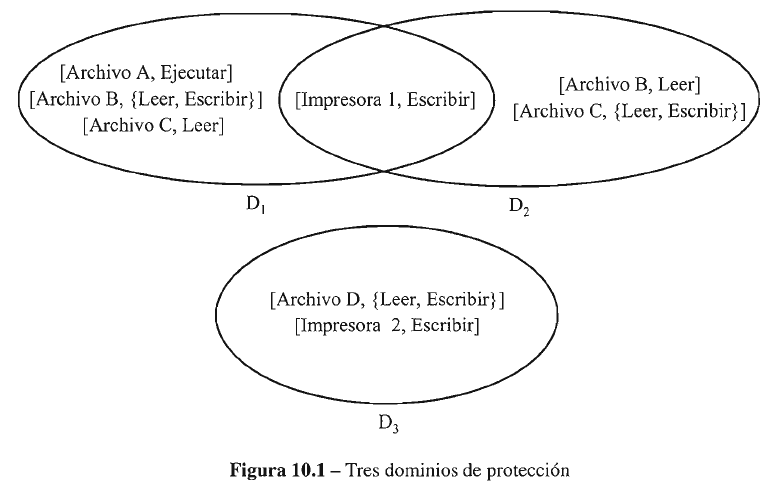 [Archivo A, Ejecutar]
[Archivo B, {Leer, Escribir}]
[Archivo C, Leer]
[Impresora 1, Escribir]
[Archivo B, Leer]
[Archivo C, {Leer, Escribir}]
D1
D2
[Archivo D, {Leer, Escribir}]
[Impresora 2, Escribir]
D3
Figura 10.1 – Tres dominios de protección